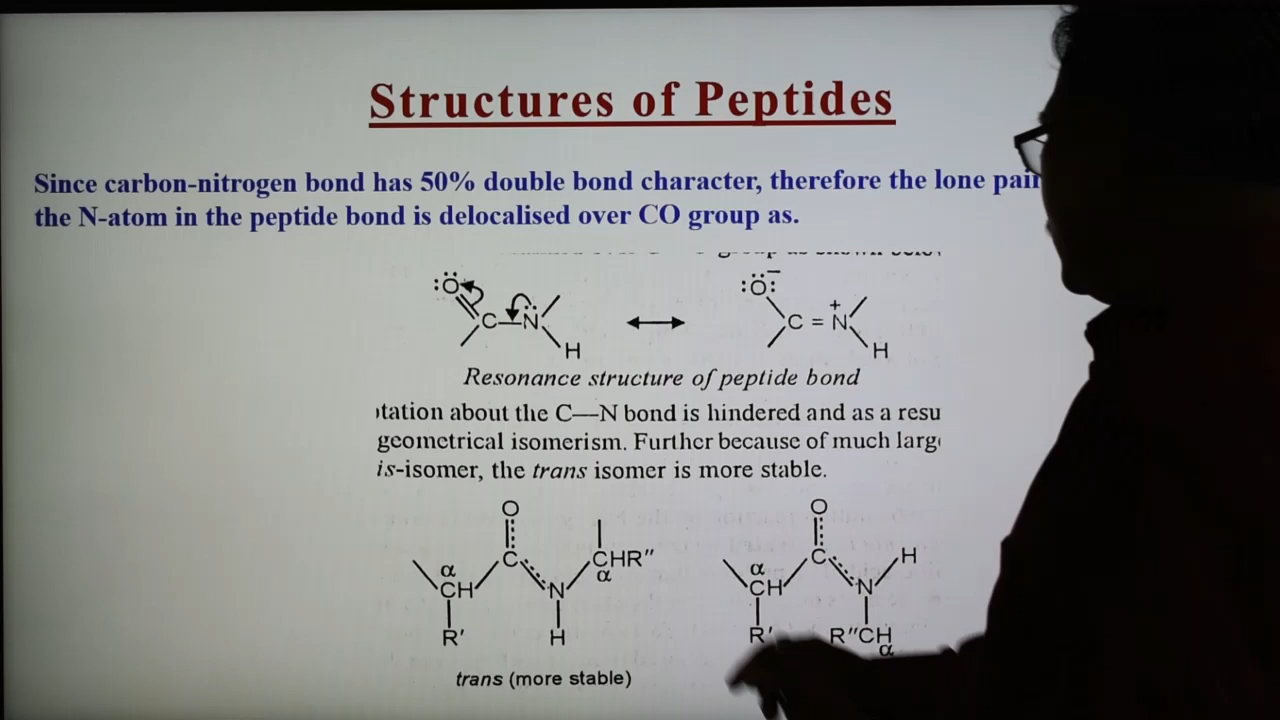 Structures of Peptides
Since carbon-nitrogen bond has 50% double bond character, therefore the lone pair
the N-atom in the peptide bond is delocalised over CO group as.
:Ö C—N̈ H
:Ö:⁻ C = N⁺ H
Resonance structure of peptide bond
tation about the C—N bond is hindered and as a resu
geometrical isomerism. Further because of much larg
is-isomer, the trans isomer is more stable.
O O
C CHR" C H
α α α
CH N CH N
R' H R' R"CH
α
trans (more stable)